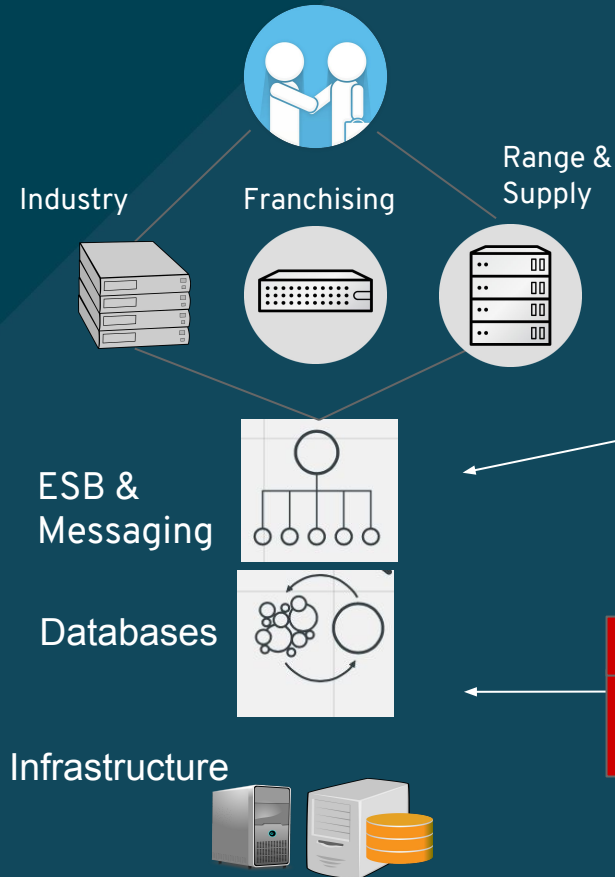 Range &
Supply
Industry
Franchising
ESB &
Messaging
Databases
Infrastructure